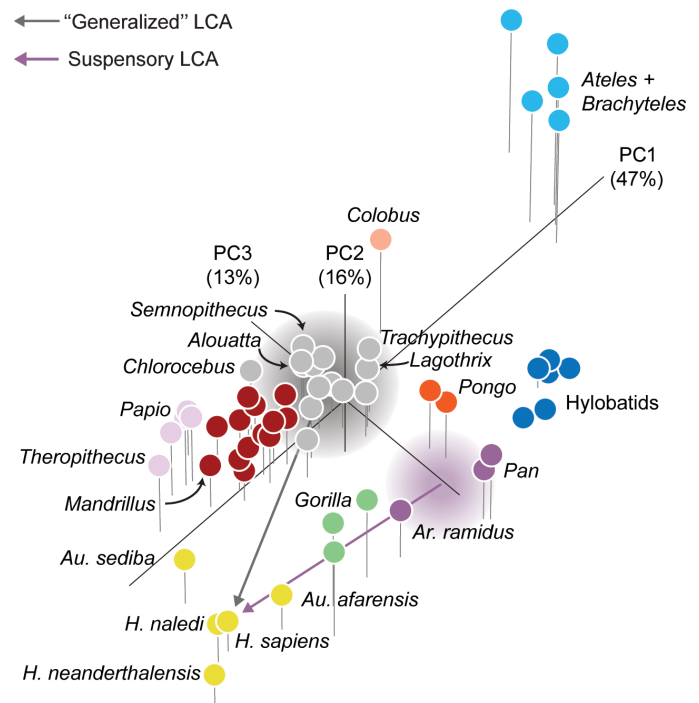 “Generalized” LCA
Suspensory LCA
Ateles +
Brachyteles
PC1
(47%)
Colobus
PC3
(13%)
PC2
(16%)
Semnopithecus
Alouatta
Trachypithecus
Lagothrix
Chlorocebus
Pongo
Papio
Hylobatids
Theropithecus
Pan
Mandrillus
Gorilla
Ar. ramidus
Au. sediba
Au. afarensis
H. naledi
H. sapiens
H. neanderthalensis